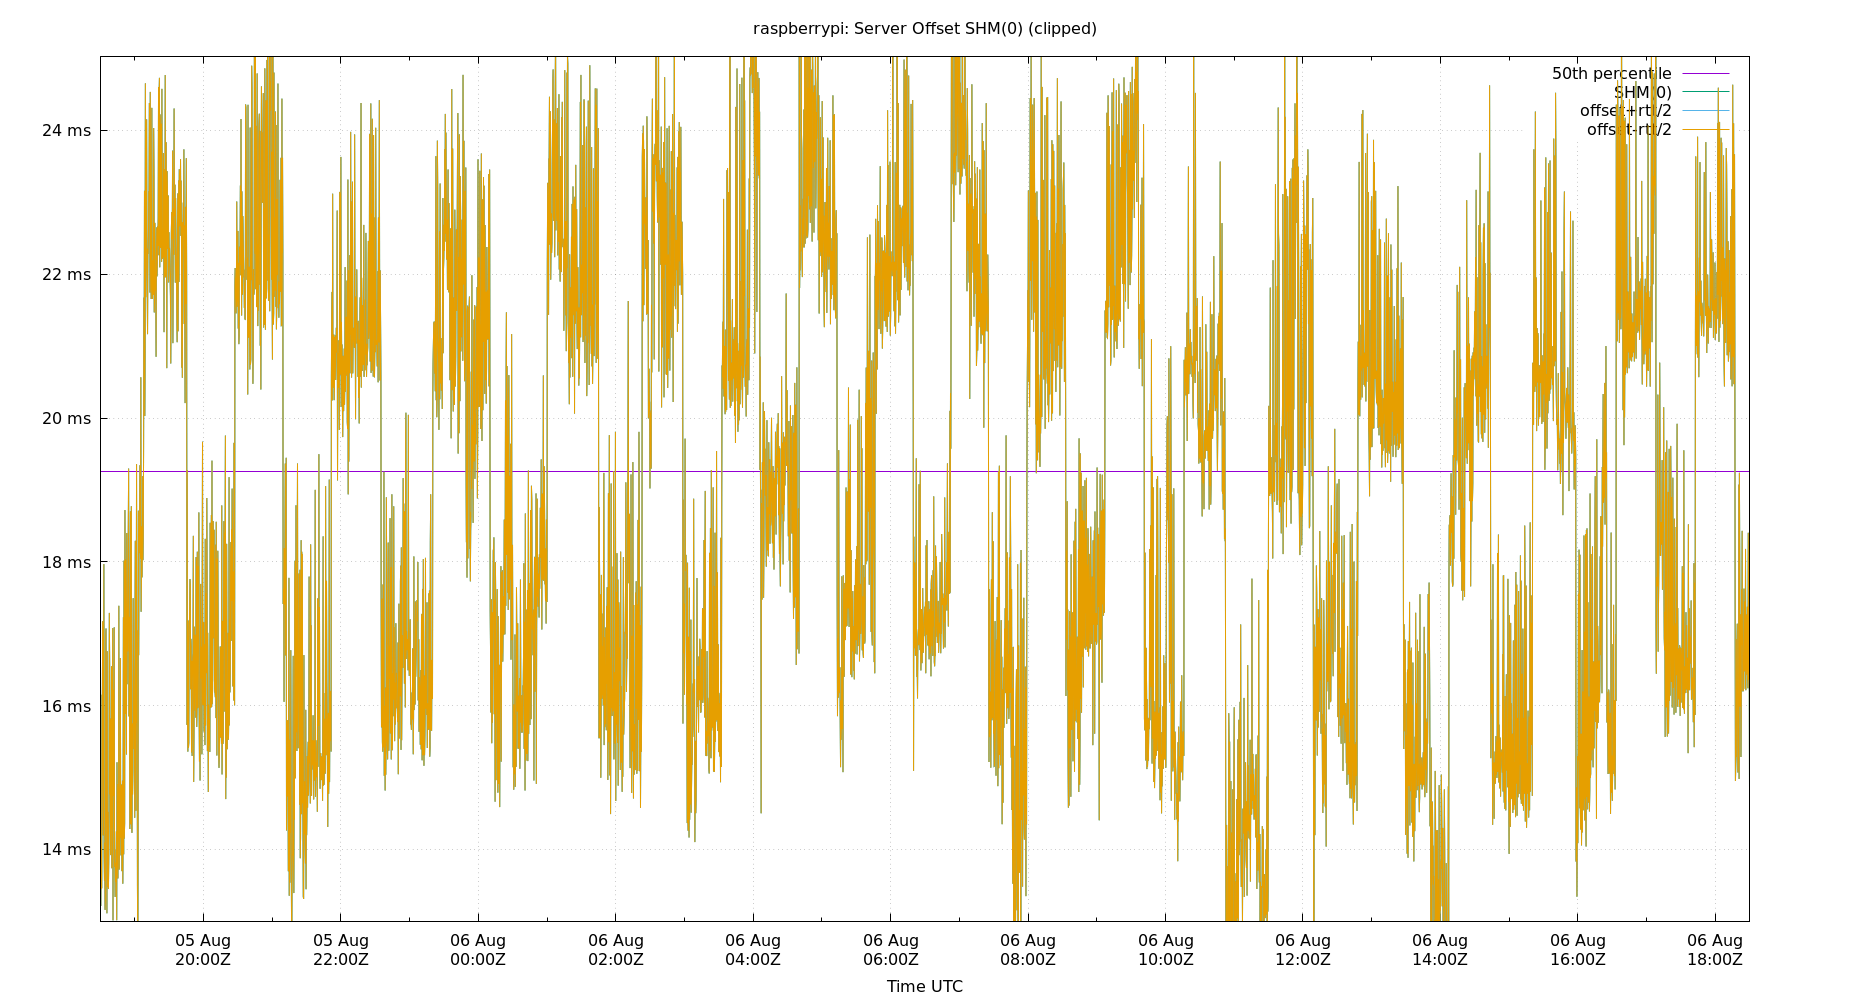 raspberrypi: Server Offset SHM(0) (clipped)
50th percentile
SHM(0)
offset+rtt/2
offset-rtt/2
24 ms
22 ms
20 ms
18 ms
16 ms
14 ms
05 Aug 05 Aug 06 Aug 06 Aug 06 Aug 06 Aug 06 Aug 06 Aug 06 Aug 06 Aug 06 Aug 06 Aug
20:00Z 22:00Z 00:00Z 02:00Z 04:00Z 06:00Z 08:00Z 10:00Z 12:00Z 14:00Z 16:00Z 18:00Z
Time UTC